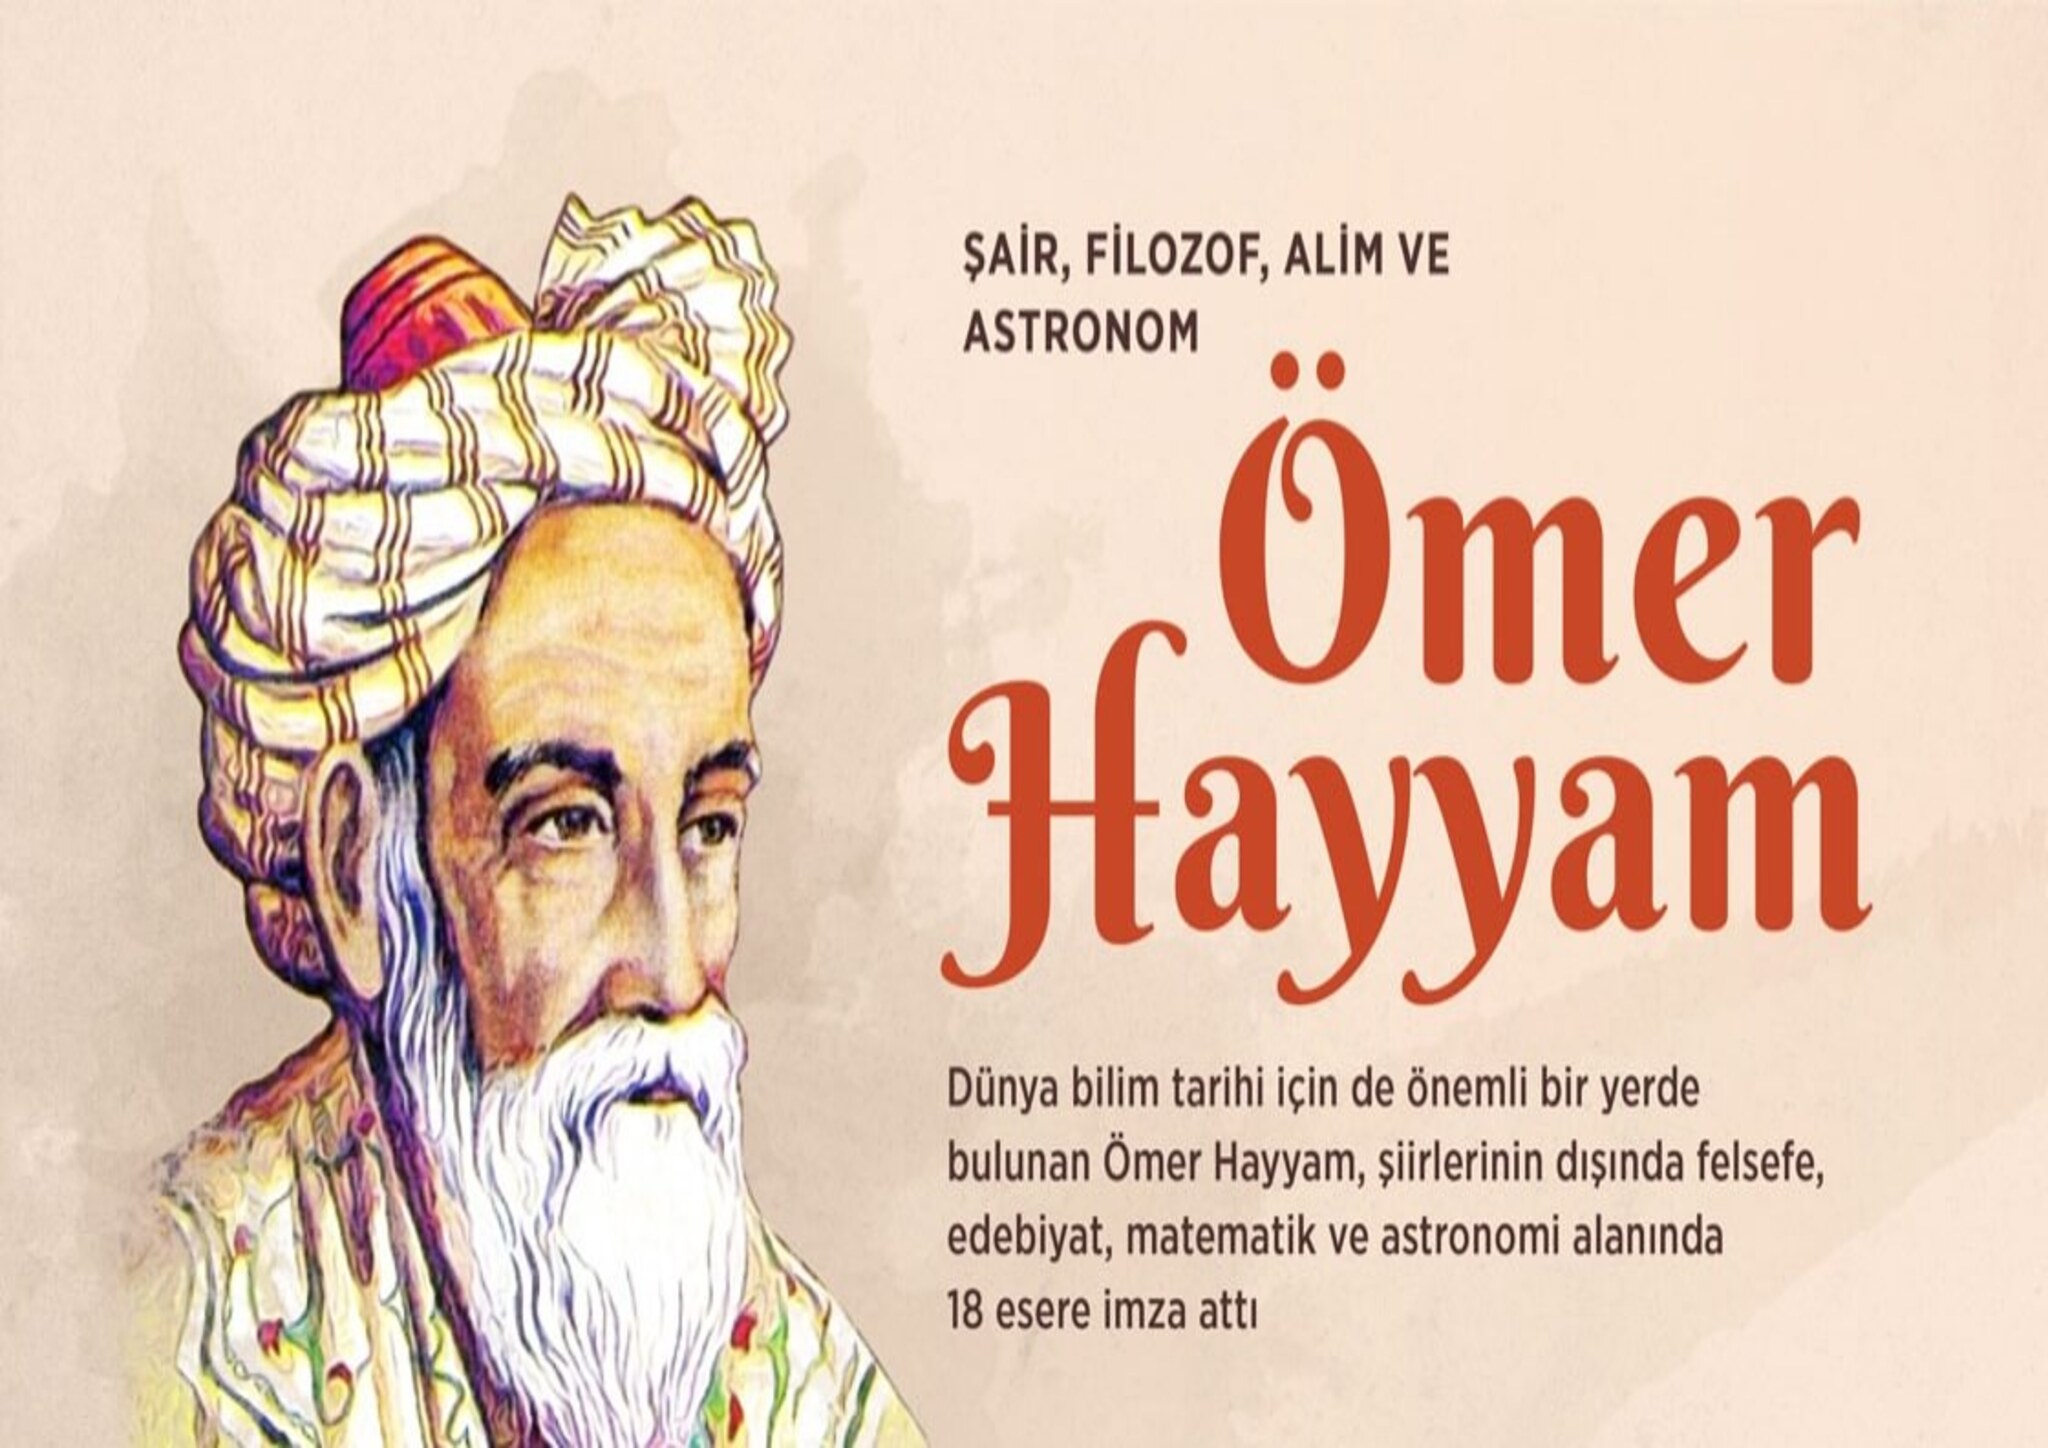 ŞAİR, FİLOZOF, ALİM VE
ASTRONOM
Ömer
Hayyam
Dünya bilim tarihi için de önemli bir yerde
bulunan Ömer Hayyam, şiirlerinin dışında felsefe,
edebiyat, matematik ve astronomi alanında
18 esere imza attı